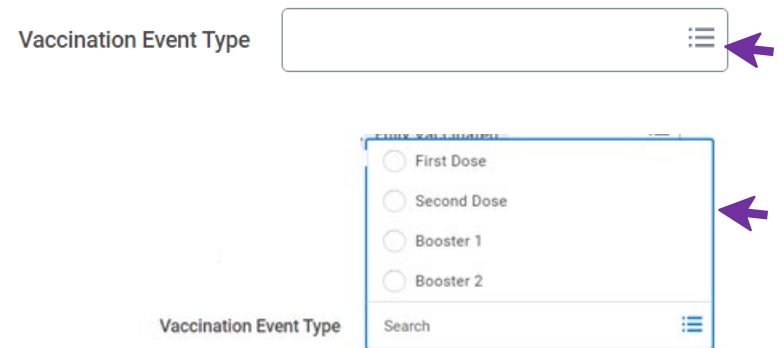 Vaccination Event Type
First Dose
Second Dose
Booster 1
Booster 2
Vaccination Event Type Search